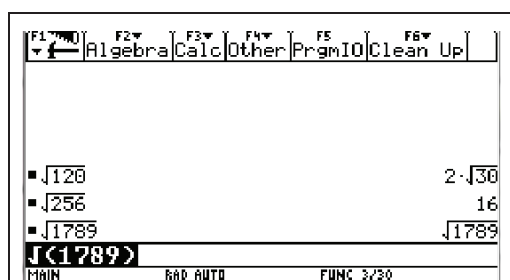 F1 F2 F3 F4 F5 F6
Algebra Calc Other PrgmIO Clean Up
√120 2·√30
√256 16
√1789 √1789
√(1789)
MAIN RAD AUTO FUNC 3/30